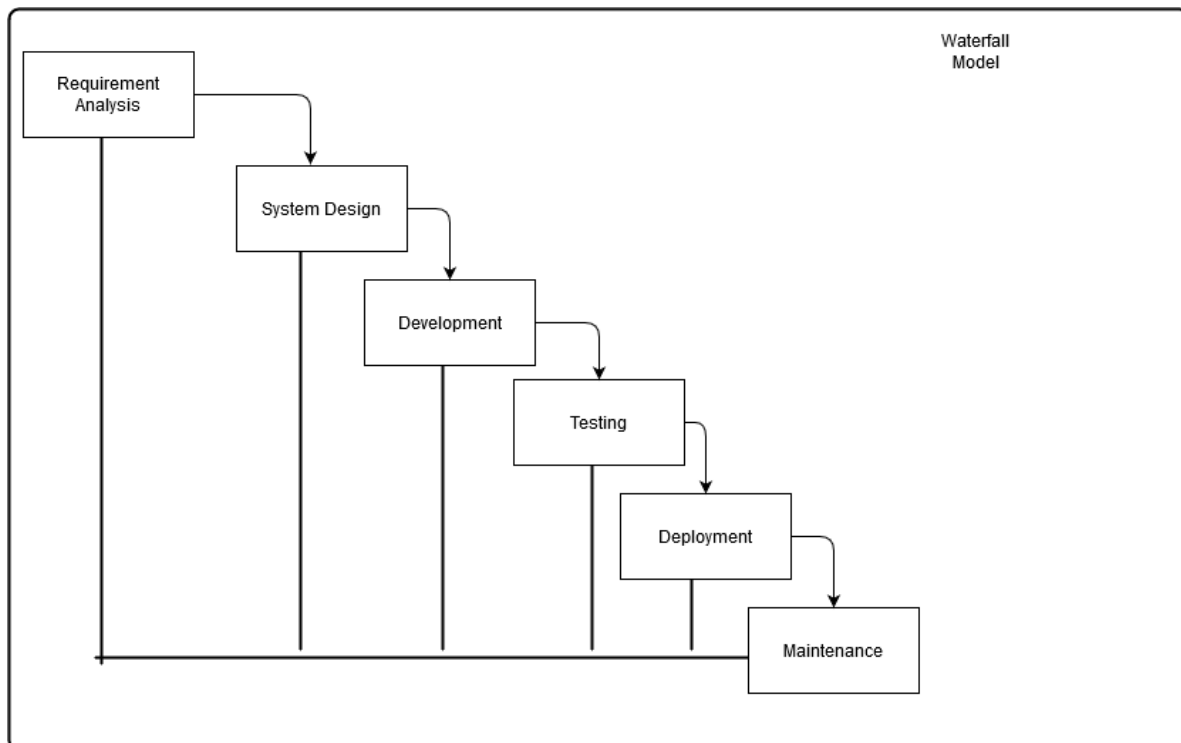 Waterfall
Model
Requirement
Analysis
System Design
Development
Testing
Deployment
Maintenance